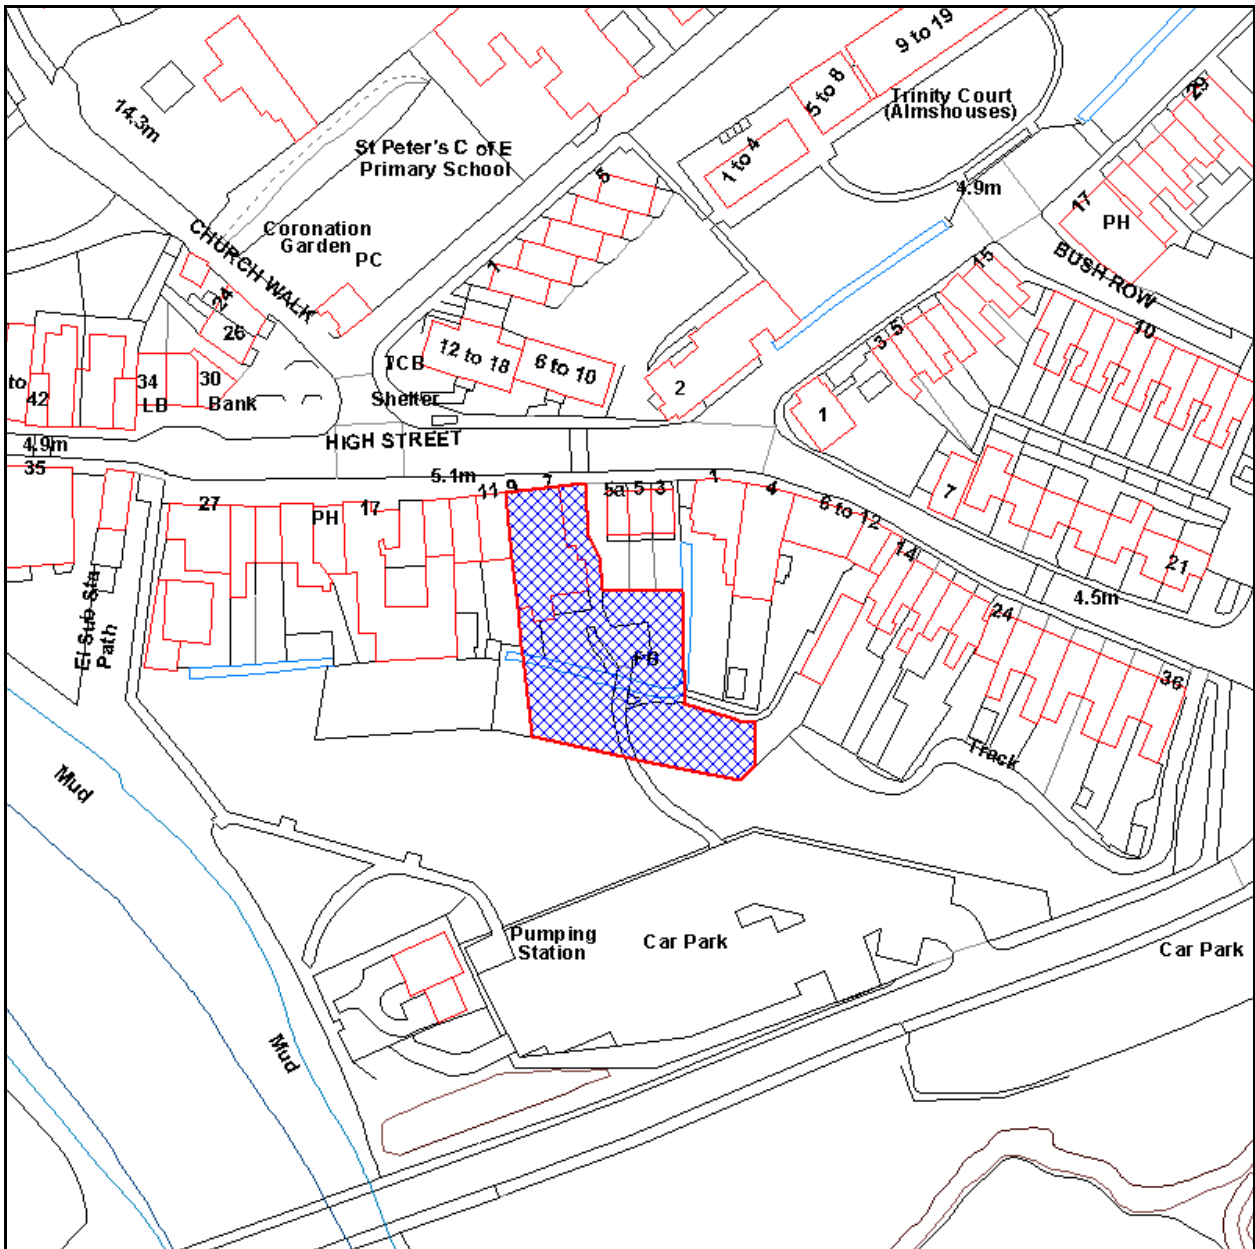 9 to 19
5 to 8
Trinity Court
(Almshouses)
29
14.3m
St Peter's C of E
Primary School
1 to 4
5
4.9m
17
PH
CHURCH WALK
Coronation
Garden
PC
1
15
BUSH ROW
24
26
10
TCB
12 to 18
6 to 10
3
5
to
42
34
LB
30
Bank
Shelter
2
1
HIGH STREET
4.9m
35
5.1m
27
PH
17
11
9
7
5a
5
3
1
4
6 to 12
7
14
21
4.5m
El Sub Sta
Path
24
FB
36
Track
Mud
Pumping
Station
Car Park
Car Park
Mud